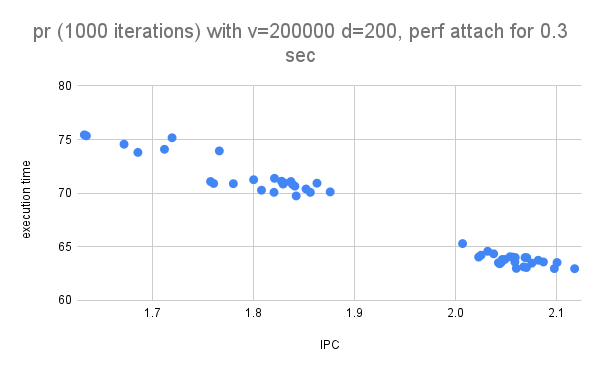 pr (1000 iterations) with v=200000 d=200, perf attach for 0.3
sec
80
75
70
65
60
execution time
1.7
1.8
1.9
2.0
2.1
IPC